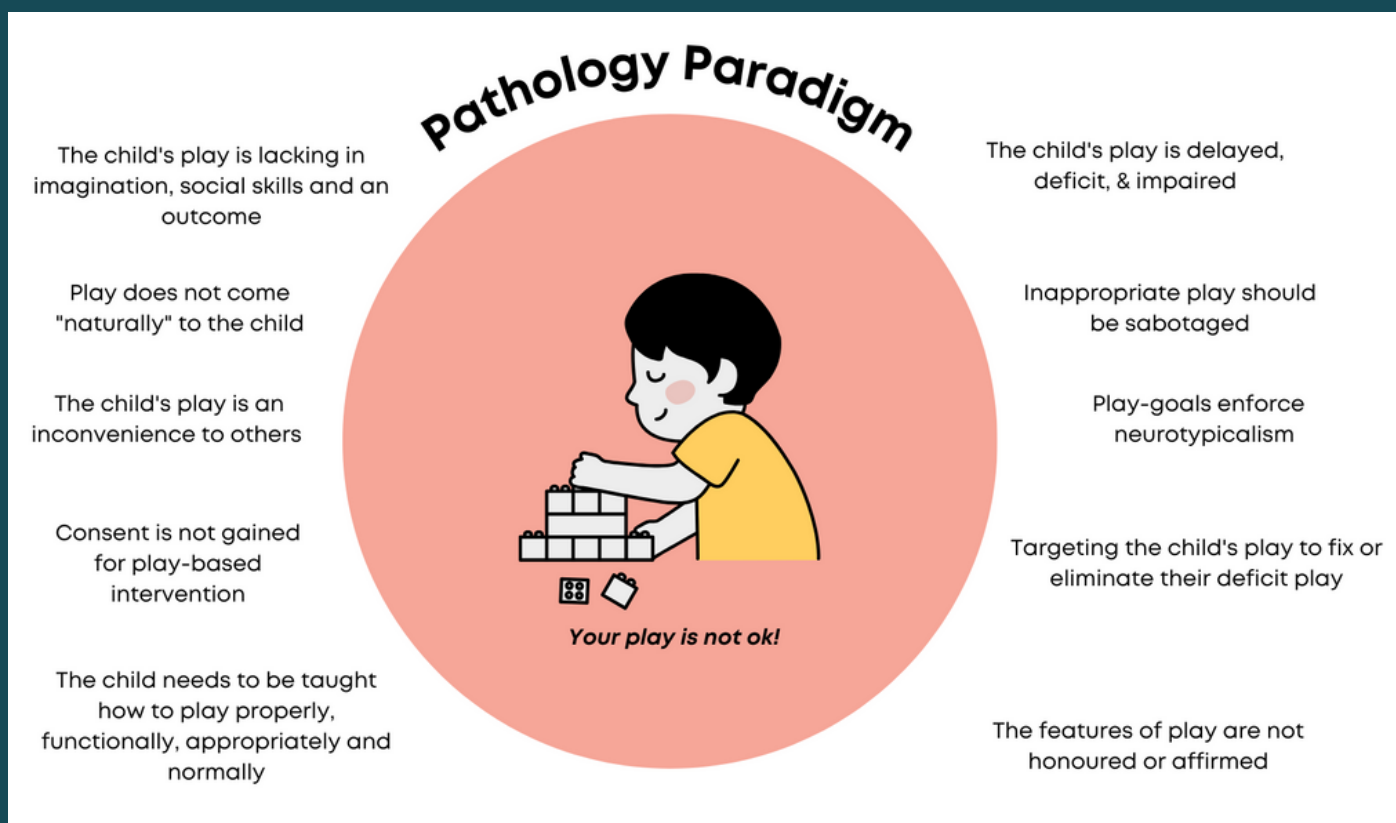 Pathology Paradigm
The child's play is lacking in
imagination, social skills and an
outcome
Play does not come
"naturally" to the child
The child's play is an
inconvenience to others
Consent is not gained
for play-based
intervention
The child needs to be taught
how to play properly,
functionally, appropriately and
normally
The child's play is delayed,
deficit, & impaired
Inappropriate play should
be sabotaged
Play-goals enforce
neurotypicalism
Targeting the child's play to fix or
eliminate their deficit play
The features of play are not
honoured or affirmed
Your play is not ok!